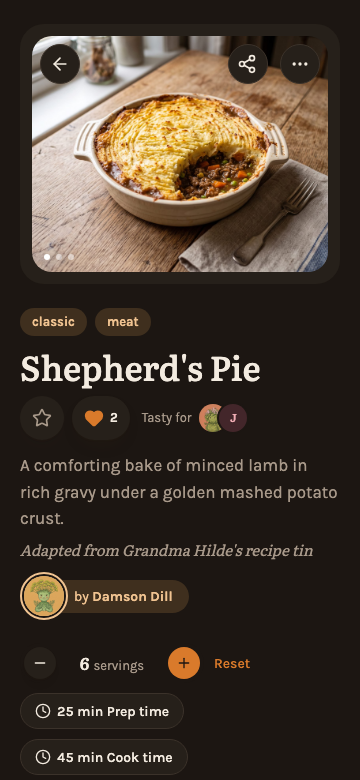 classic meat
Shepherd's Pie
2 Tasty for J
A comforting bake of minced lamb in
rich gravy under a golden mashed potato
crust.
Adapted from Grandma Hilde's recipe tin
by Damson Dill
6 servings Reset
25 min Prep time
45 min Cook time